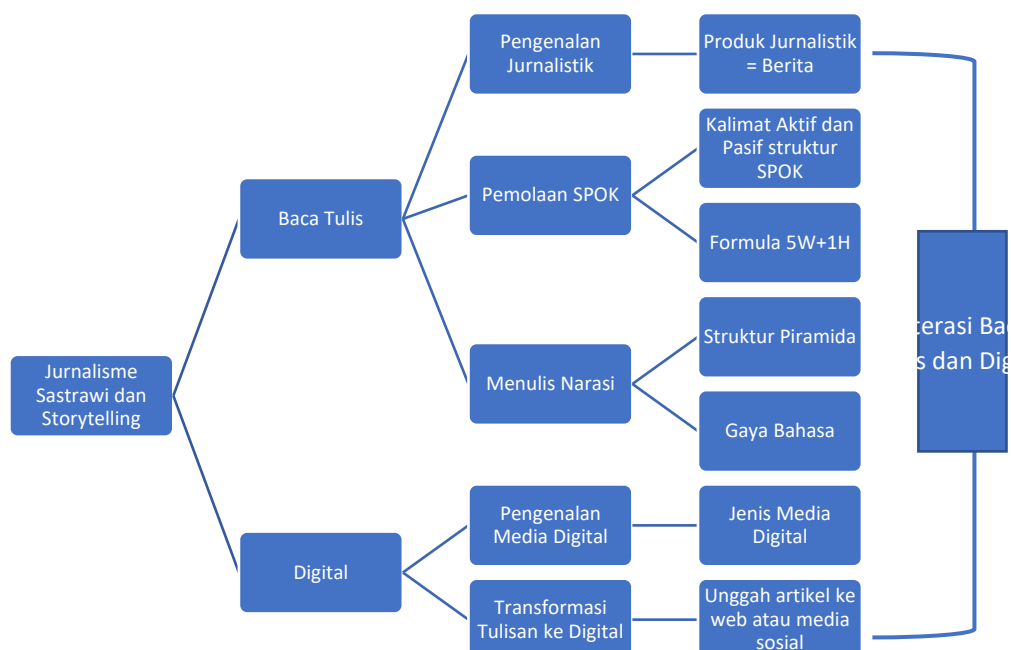 Jurnalisme
Sastrawi dan
Storytelling
Baca Tulis
Digital
Pengenalan
Jurnalistik
Pemolaan SPOK
Menulis Narasi
Pengenalan
Media Digital
Transformasi
Tulisan ke Digital
Produk Jurnalistik
= Berita
Kalimat Aktif dan
Pasif struktur
SPOK
Formula 5W+1H
Struktur Piramida
Gaya Bahasa
Jenis Media
Digital
Unggah artikel ke
web atau media
sosial
dan